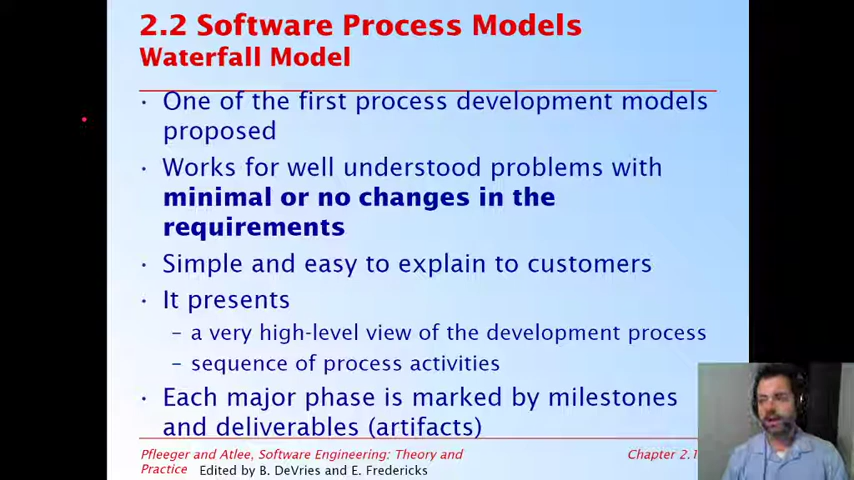 2.2 Software Process Models
Waterfall Model
· One of the first process development models
proposed
· Works for well understood problems with
minimal or no changes in the
requirements
· Simple and easy to explain to customers
· It presents
– a very high-level view of the development process
– sequence of process activities
· Each major phase is marked by milestones
and deliverables (artifacts)
Pfleeger and Atlee, Software Engineering: Theory and
Practice Edited by B. DeVries and E. Fredericks
Chapter 2.1